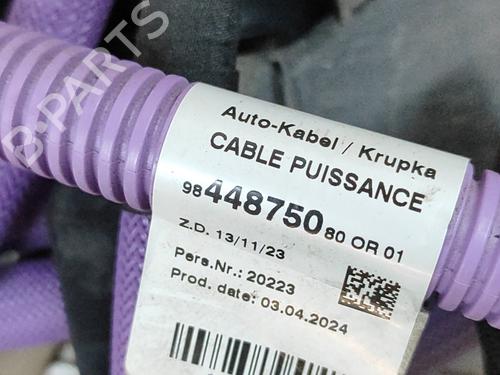 B-PARTS
Auto-Kabel / Krupka
CABLE PUISSANCE
98 448750 80 OR 01
Z.D. 13/11/23
Pers.Nr.: 20223
Prod. date: 03.04.2024